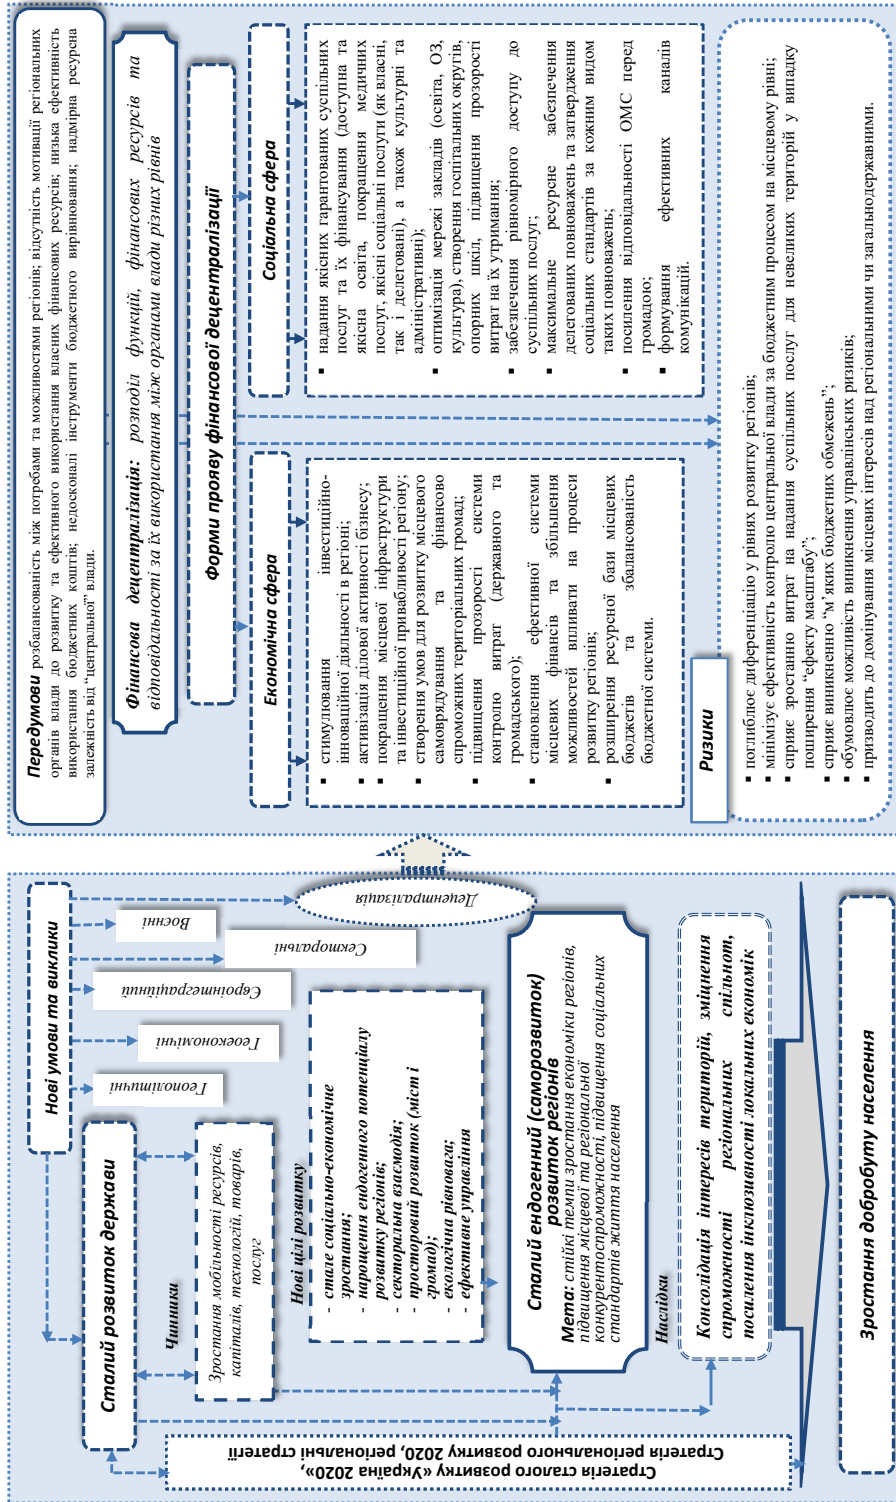 Нові умови та виклики
Сталий розвиток держави
Геополітичні
Геоекономічні
Євроінтеграційний
Секторальні
Воєнні
Децентралізація
Чинники
Зростання мобільності ресурсів,
капіталів, технологій, товарів,
послуг
Нові цілі розвитку
- стале соціально-економічне
зростання;
- нарощення ендогенного потенціалу
розвитку регіонів;
- секторальна взаємодія;
- просторовий розвиток (міст і
громад);
- екологічна рівновага;
- ефективне управління
Стратегія сталого розвитку «Україна 2020»,
Стратегія регіонального розвитку 2020, регіональні стратегії
Сталий ендогенний (саморозвиток)
розвиток регіонів
Мета: стійкі темпи зростання економіки регіонів,
підвищення місцевої та регіональної
конкурентоспроможності, підвищення соціальних
стандартів життя населення
Наслідки
Консолідація інтересів територій, зміцнення
спроможності регіональних спільнот,
посилення інклюзивності локальних економік
Зростання добробуту населення
Передумови розбалансованість між потребами та можливостями регіонів; відсутність мотивації регіональних
органів влади до розвитку та ефективного використання власних фінансових ресурсів; низька ефективність
використання бюджетних коштів; недосконалі інструменти бюджетного вирівнювання; надмірна ресурсна
залежність від “центральної” влади.
Фінансова децентралізація: розподіл функцій, фінансових ресурсів та
відповідальності за їх використання між органами влади різних рівнів
Форми прояву фінансової децентралізації
Економічна сфера
▪ стимулювання інвестиційно-
інноваційної діяльності в регіоні;
▪ активізація ділової активності бізнесу;
▪ покращення місцевої інфраструктури
та інвестиційної привабливості регіону;
▪ створення умов для розвитку місцевого
самоврядування та фінансово
спроможних територіальних громад;
▪ підвищення прозорості системи
контролю витрат (державного та
громадського);
▪ становлення ефективної системи
місцевих фінансів та збільшення
можливостей впливати на процеси
розвитку регіонів;
▪ розширення ресурсної бази місцевих
бюджетів та збалансованість
бюджетної системи.
Соціальна сфера
▪ надання якісних гарантованих суспільних
послуг та їх фінансування (доступна та
якісна освіта, покращення медичних
послуг, якісні соціальні послуги (як власні,
так і делеговані), а також культурні та
адміністративні);
▪ оптимізація мережі закладів (освіта, ОЗ,
культура), створення госпітальних округів,
опорних шкіл, підвищення прозорості
витрат на їх утримання;
▪ забезпечення рівномірного доступу до
суспільних послуг;
▪ максимальне ресурсне забезпечення
делегованих повноважень та затвердження
соціальних стандартів за кожним видом
таких повноважень;
▪ посилення відповідальності ОМС перед
громадою;
▪ формування ефективних каналів
комунікацій.
Ризики
▪ поглиблює диференціацію у рівнях розвитку регіонів;
▪ мінімізує ефективність контролю центральної влади за бюджетним процесом на місцевому рівні;
▪ сприяє зростанню витрат на надання суспільних послуг для невеликих територій у випадку
поширення “ефекту масштабу”;
▪ сприяє виникненню “м’яких бюджетних обмежень”;
▪ обумовлює можливість виникнення управлінських ризиків;
▪ призводить до домінування місцевих інтересів над регіональними чи загальнодержавними.